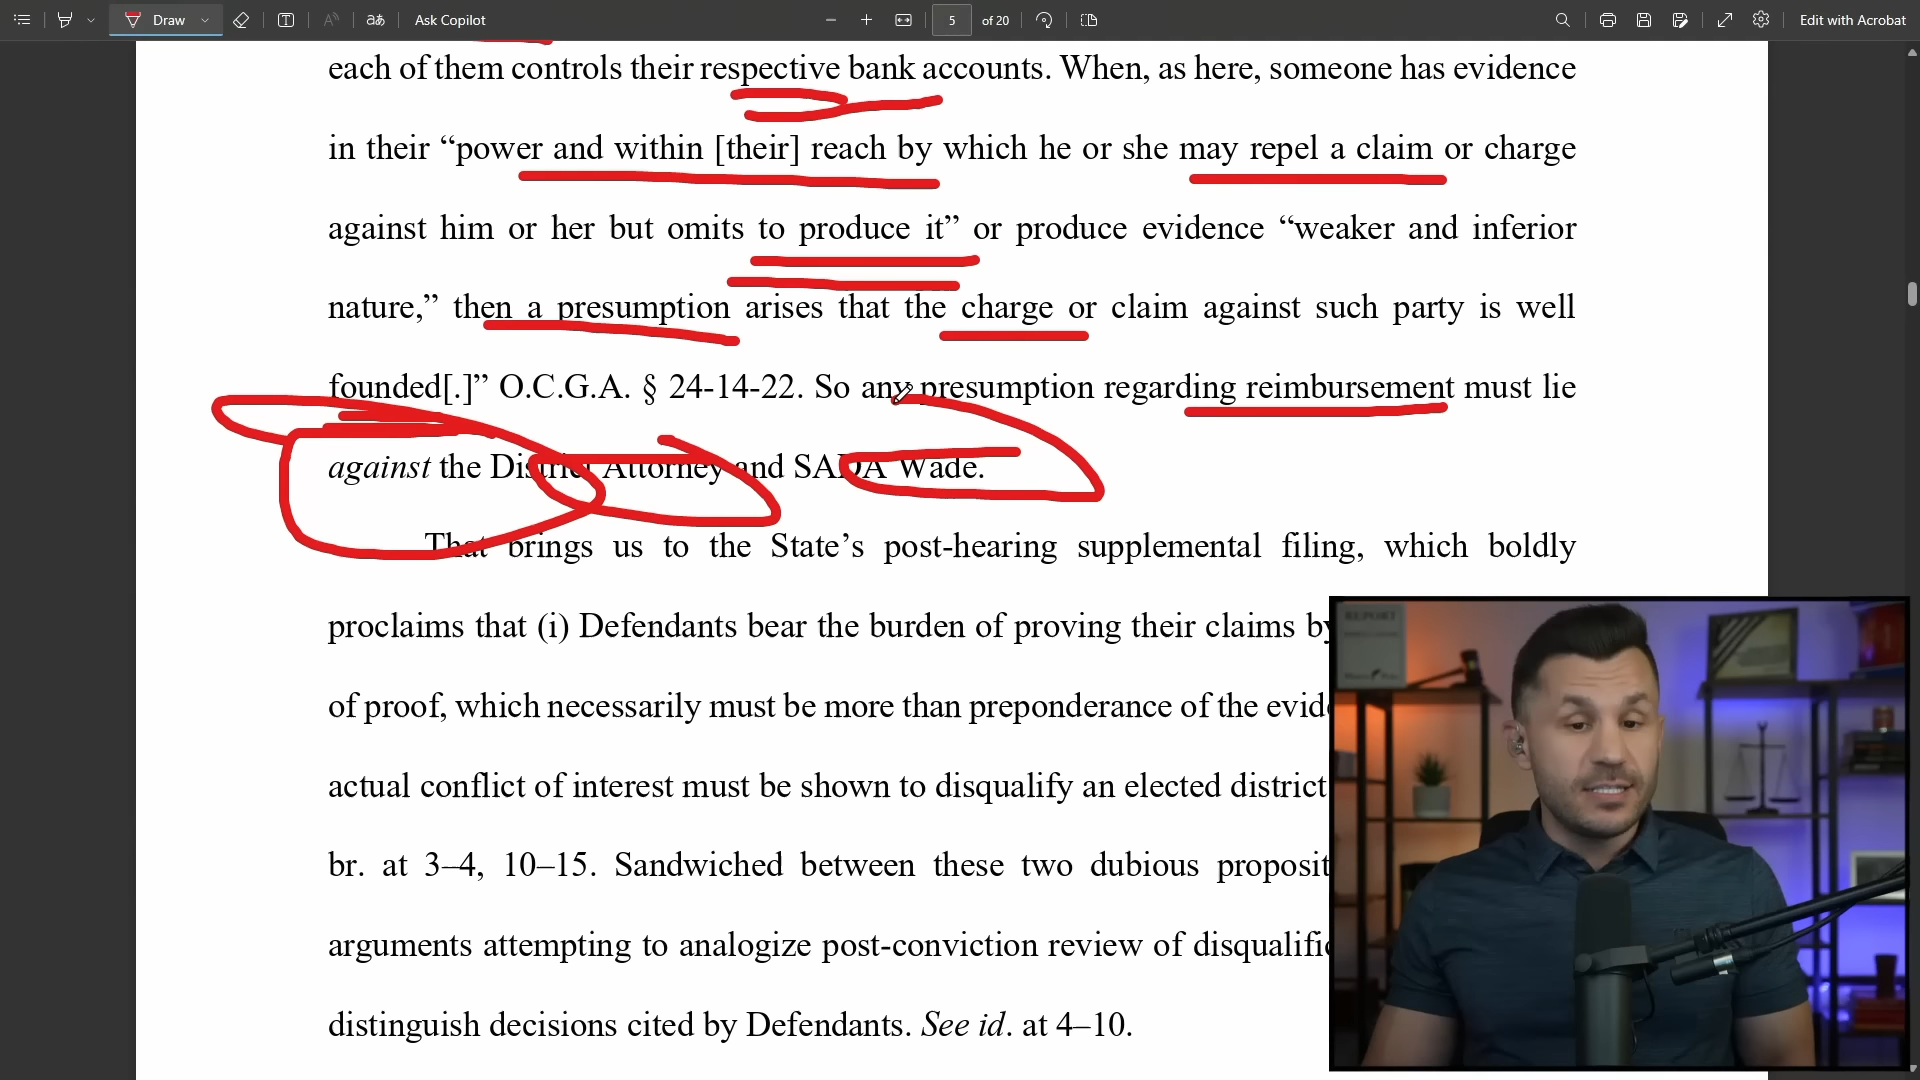 Draw
Ask Copilot
5
of 20
Edit with Acrobat
each of them controls their respective bank accounts. When, as here, someone has evidence
in their “power and within [their] reach by which he or she may repel a claim or charge
against him or her but omits to produce it” or produce evidence “weaker and inferior
nature,” then a presumption arises that the charge or claim against such party is well
founded[.]” O.C.G.A. § 24-14-22. So any presumption regarding reimbursement must lie
against the District Attorney and SADA Wade.
That brings us to the State’s post-hearing supplemental filing, which boldly
proclaims that (i) Defendants bear the burden of proving their claims by
of proof, which necessarily must be more than preponderance of the
actual conflict of interest must be shown to disqualify an elected district
br. at 3–4, 10–15. Sandwiched between these two dubious
arguments attempting to analogize post-conviction review of
distinguish decisions cited by Defendants. See id. at 4–10.
REPORT